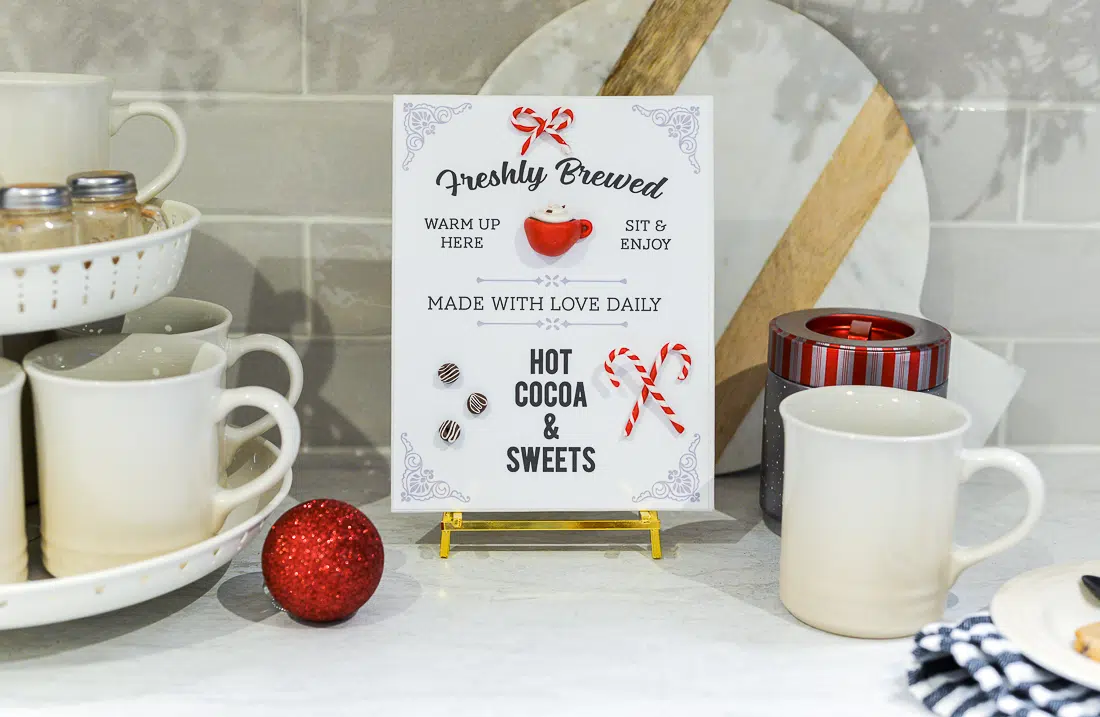 Freshly Brewed
WARM UP
HERE
SIT &
ENJOY
MADE WITH LOVE DAILY
HOT
COCOA
&
SWEETS